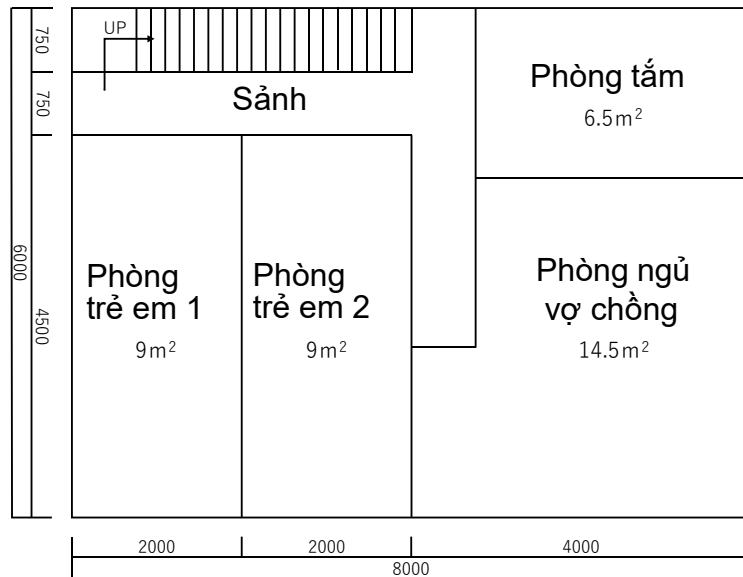 750
UP
Phòng tắm
6.5m²
750
Sảnh
6000
4500
Phòng
trẻ em 1
9m²
Phòng
trẻ em 2
9m²
Phòng ngủ
vợ chồng
14.5m²
2000
2000
4000
8000